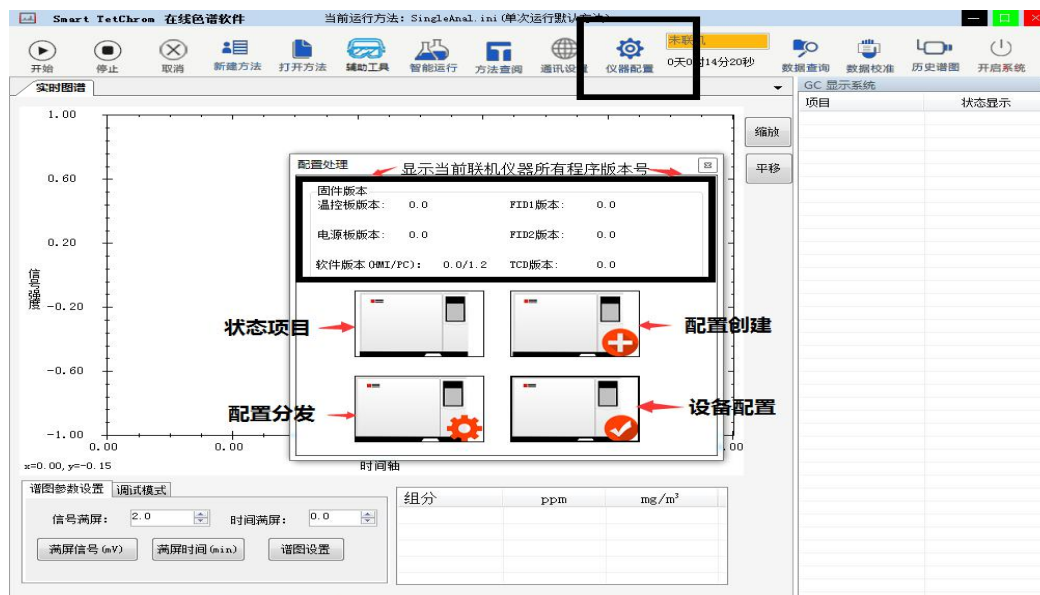 Smart TetChrom 在线色谱软件 当前运行方法: SingleAnal.ini(单次运行默认方法)
未联机
开始 停止 取消 新建方法 打开方法 辅助工具 智能运行 方法查阅 通讯设置 仪器配置 0天0时14分20秒 数据查询 数据校准 历史谱图 开启系统
实时图谱
GC 显示系统
项目 状态显示
1.00
0.60
0.20
-0.20
-0.60
-1.00
信号强度
0.00 0.00 .00
x=0.00,y=-0.15
时间轴
缩放
平移
配置处理
显示当前联机仪器所有程序版本号
固件版本
温控板版本: 0.0 FID1版本: 0.0
电源板版本: 0.0 FID2版本: 0.0
软件版本(HMI/PC): 0.0/1.2 TCD版本: 0.0
状态项目 配置创建
配置分发 设备配置
谱图参数设置 调试模式
信号满屏: 2.0 时间满屏: 0.0
满屏信号(mV) 满屏时间(min) 谱图设置
组分 ppm mg/m³